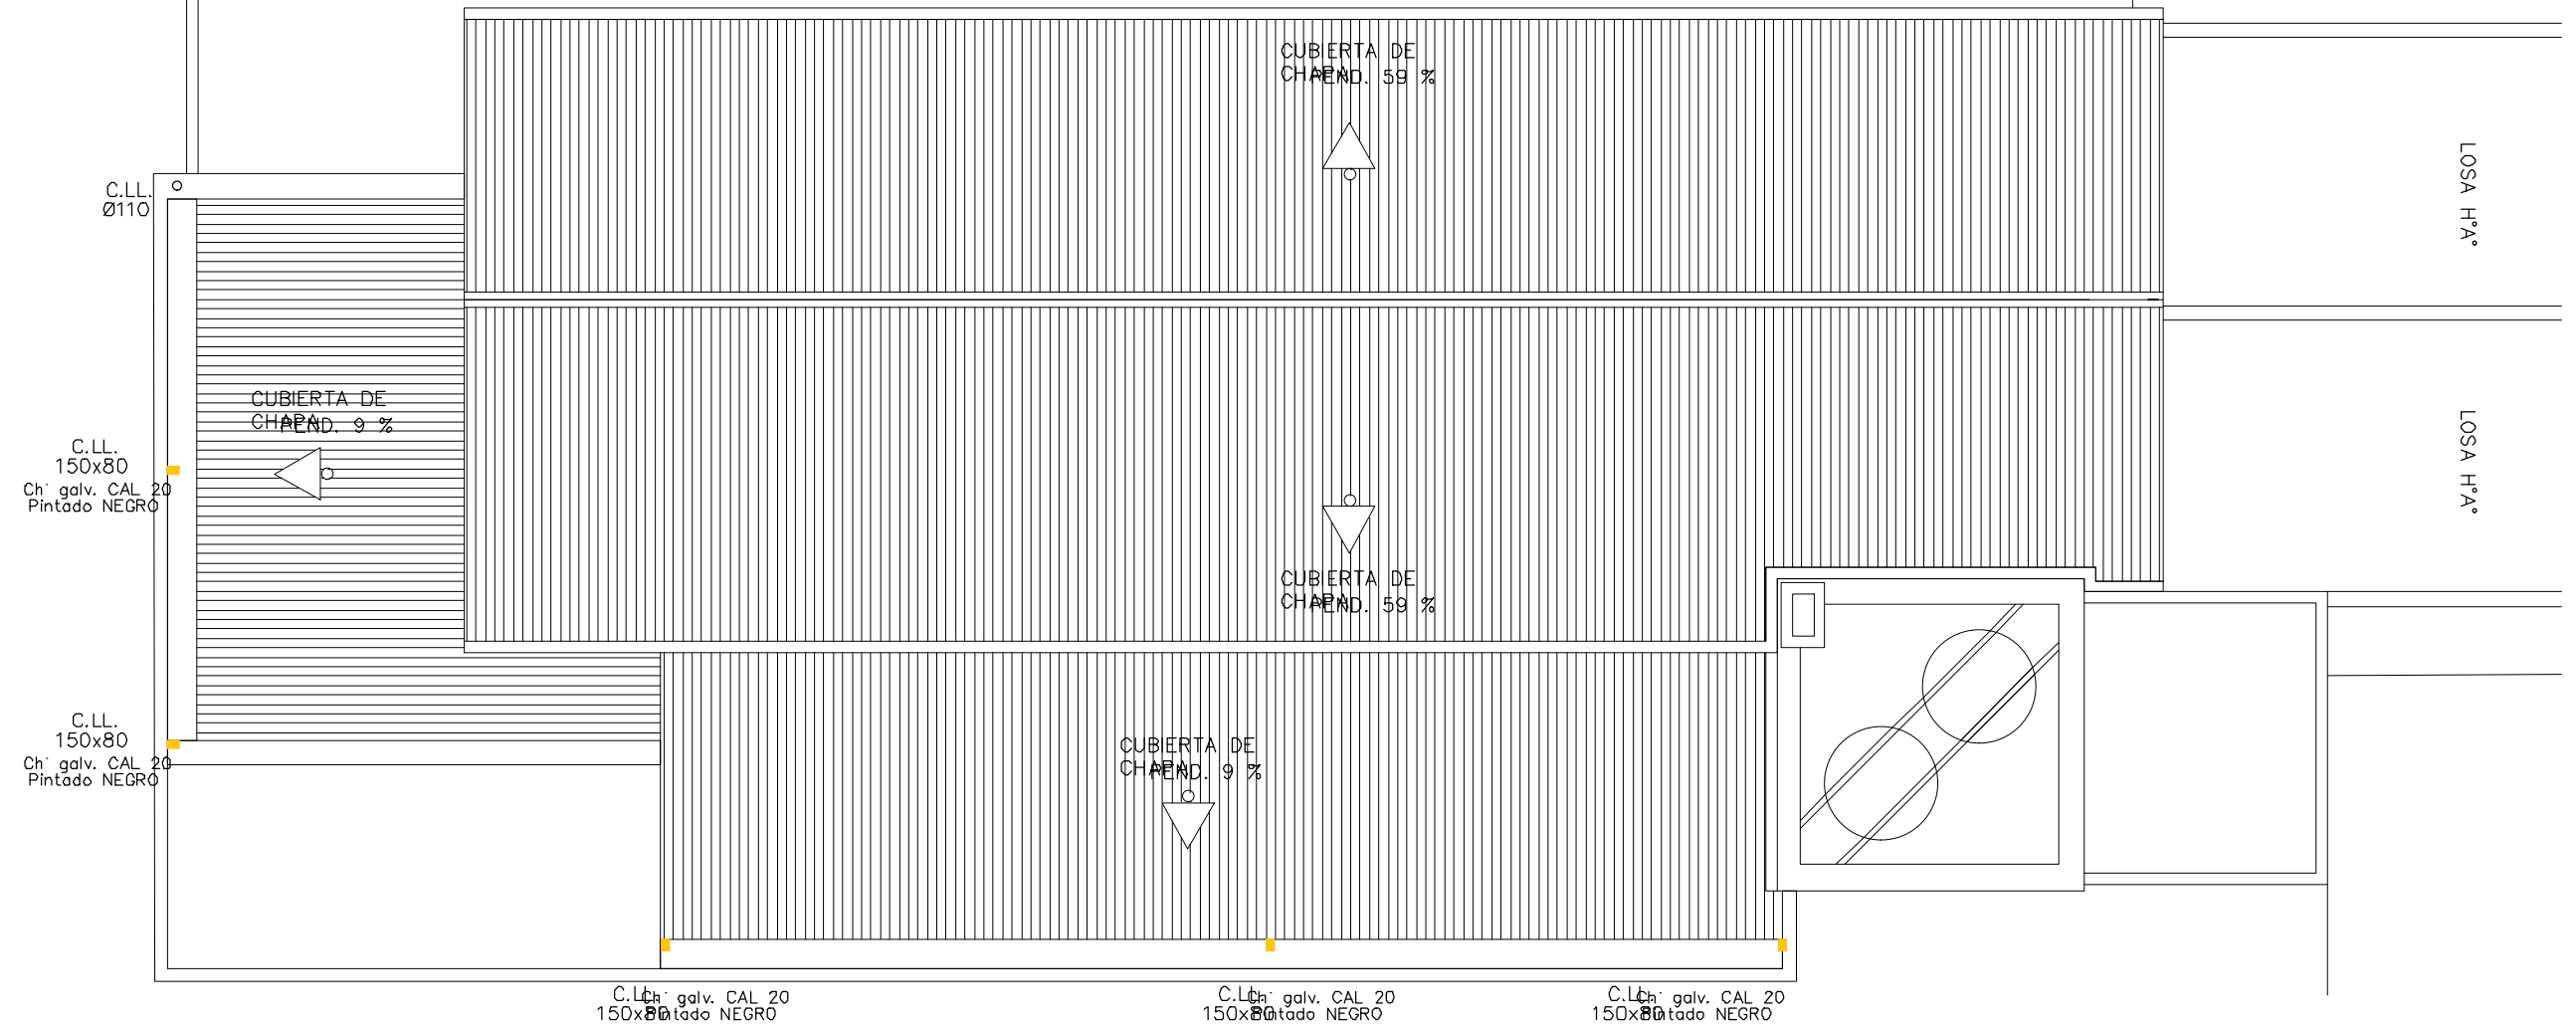 CUBIERTA DE
CHAPA
PEND. 59 %
LOSA H°A°
C.LL.
Ø110
CUBIERTA DE
CHAPA
PEND. 9 %
C.LL.
150x80
Ch° galv. CAL 20
Pintado NEGRO
LOSA H°A°
CUBIERTA DE
CHAPA
PEND. 59 %
C.LL.
150x80
Ch° galv. CAL 20
Pintado NEGRO
CUBIERTA DE
CHAPA
PEND. 9 %
C.LL.
150x80
Ch° galv. CAL 20
Pintado NEGRO
C.LL.
150x80
Ch° galv. CAL 20
Pintado NEGRO
C.LL.
150x80
Ch° galv. CAL 20
Pintado NEGRO